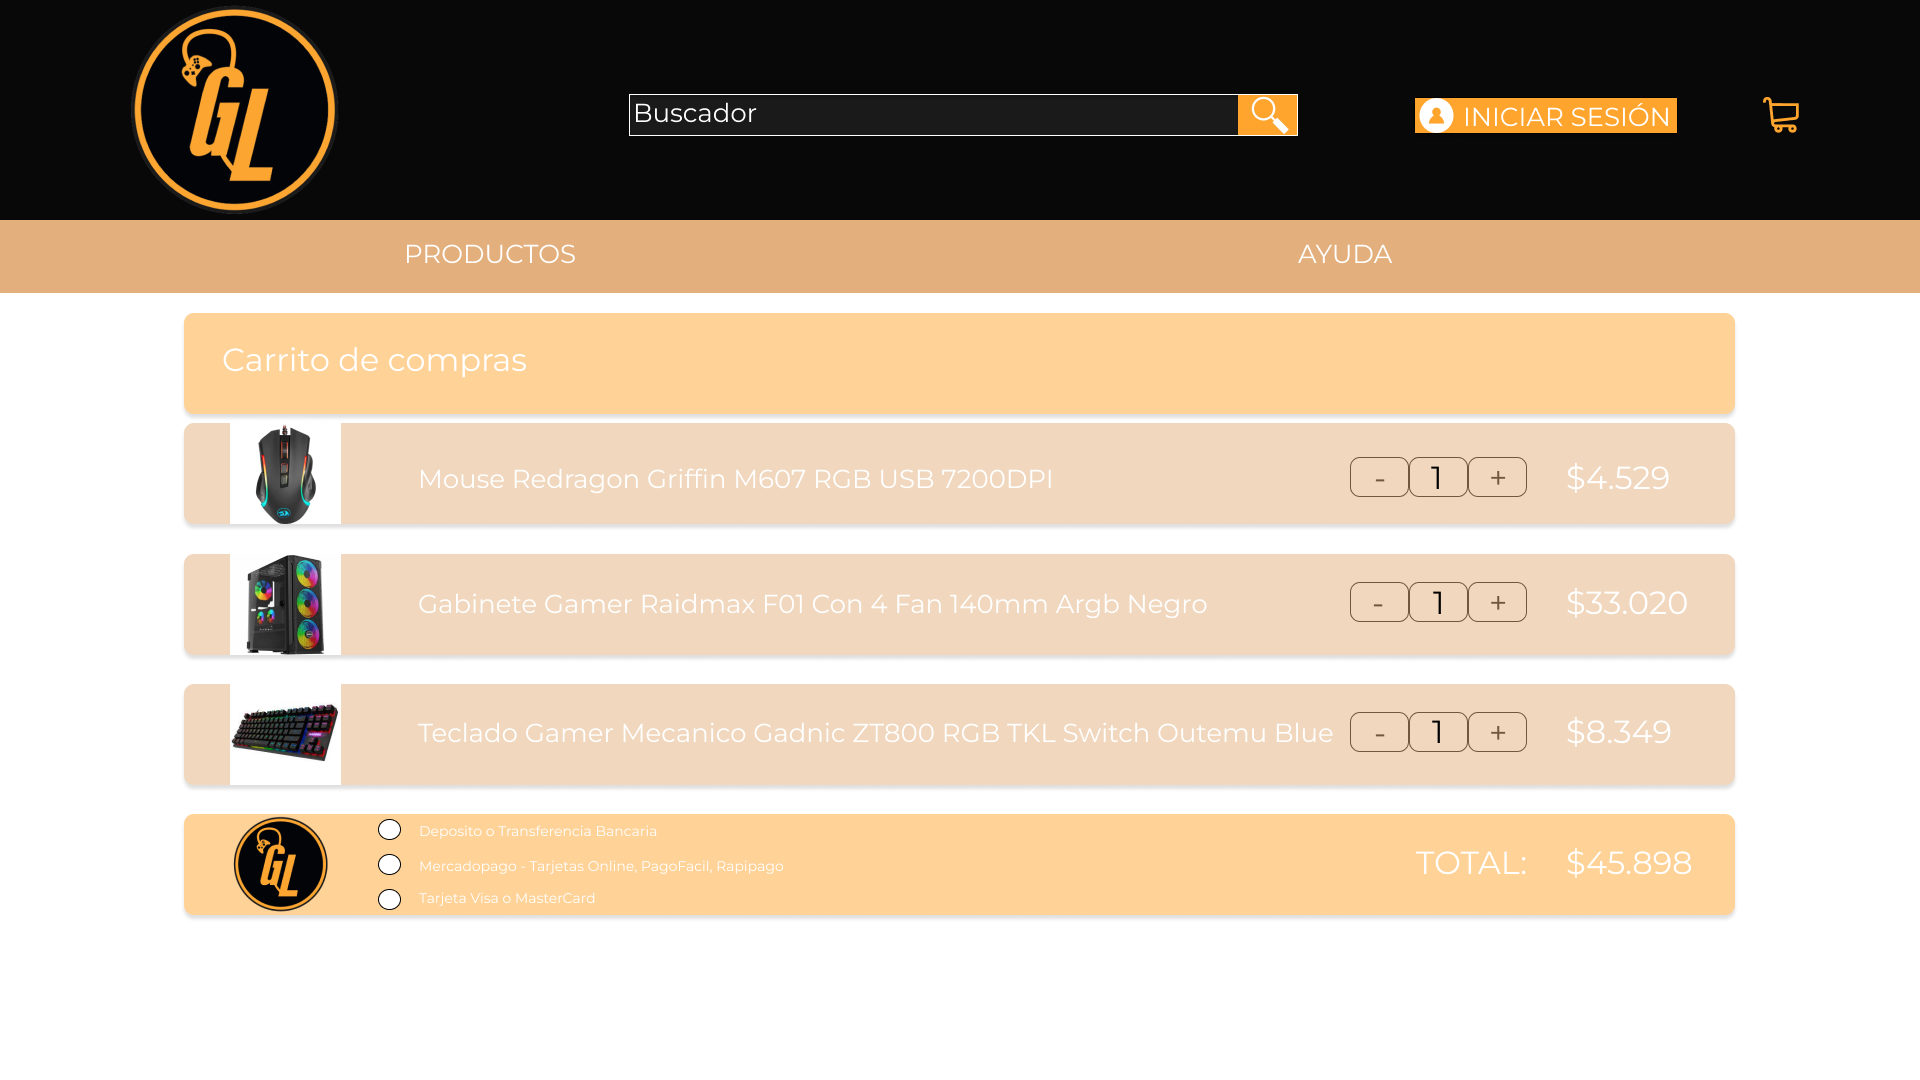 GL
Buscador
INICIAR SESIÓN
PRODUCTOS
AYUDA
Carrito de compras
Mouse Redragon Griffin M607 RGB USB 7200DPI
- 1 +
$4.529
Gabinete Gamer Raidmax F01 Con 4 Fan 140mm Argb Negro
- 1 +
$33.020
Teclado Gamer Mecanico Gadnic ZT800 RGB TKL Switch Outemu Blue
- 1 +
$8.349
GL
Deposito o Transferencia Bancaria
Mercadopago - Tarjetas Online, PagoFacil, Rapipago
Tarjeta Visa o MasterCard
TOTAL:
$45.898